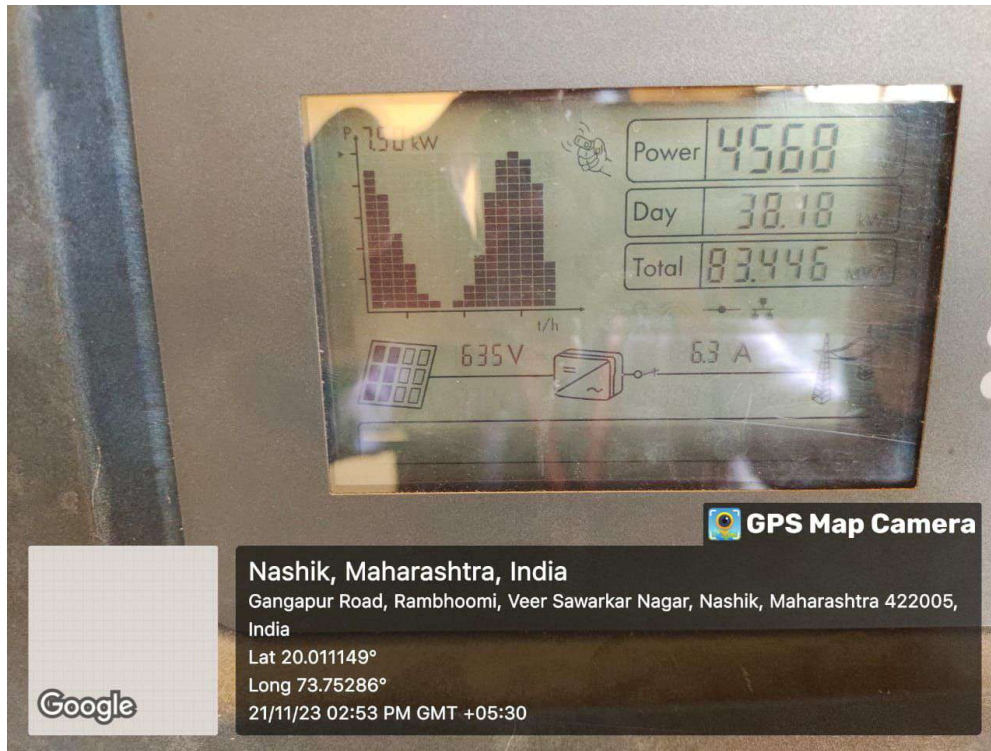 P 7.50 kW
Power 4568
Day 38.18 kWh
Total 83.446 MWh
t/h
635 V
6.3 A
GPS Map Camera
Nashik, Maharashtra, India
Gangapur Road, Rambhoomi, Veer Sawarkar Nagar, Nashik, Maharashtra 422005,
India
Lat 20.011149°
Long 73.75286°
21/11/23 02:53 PM GMT +05:30
Google